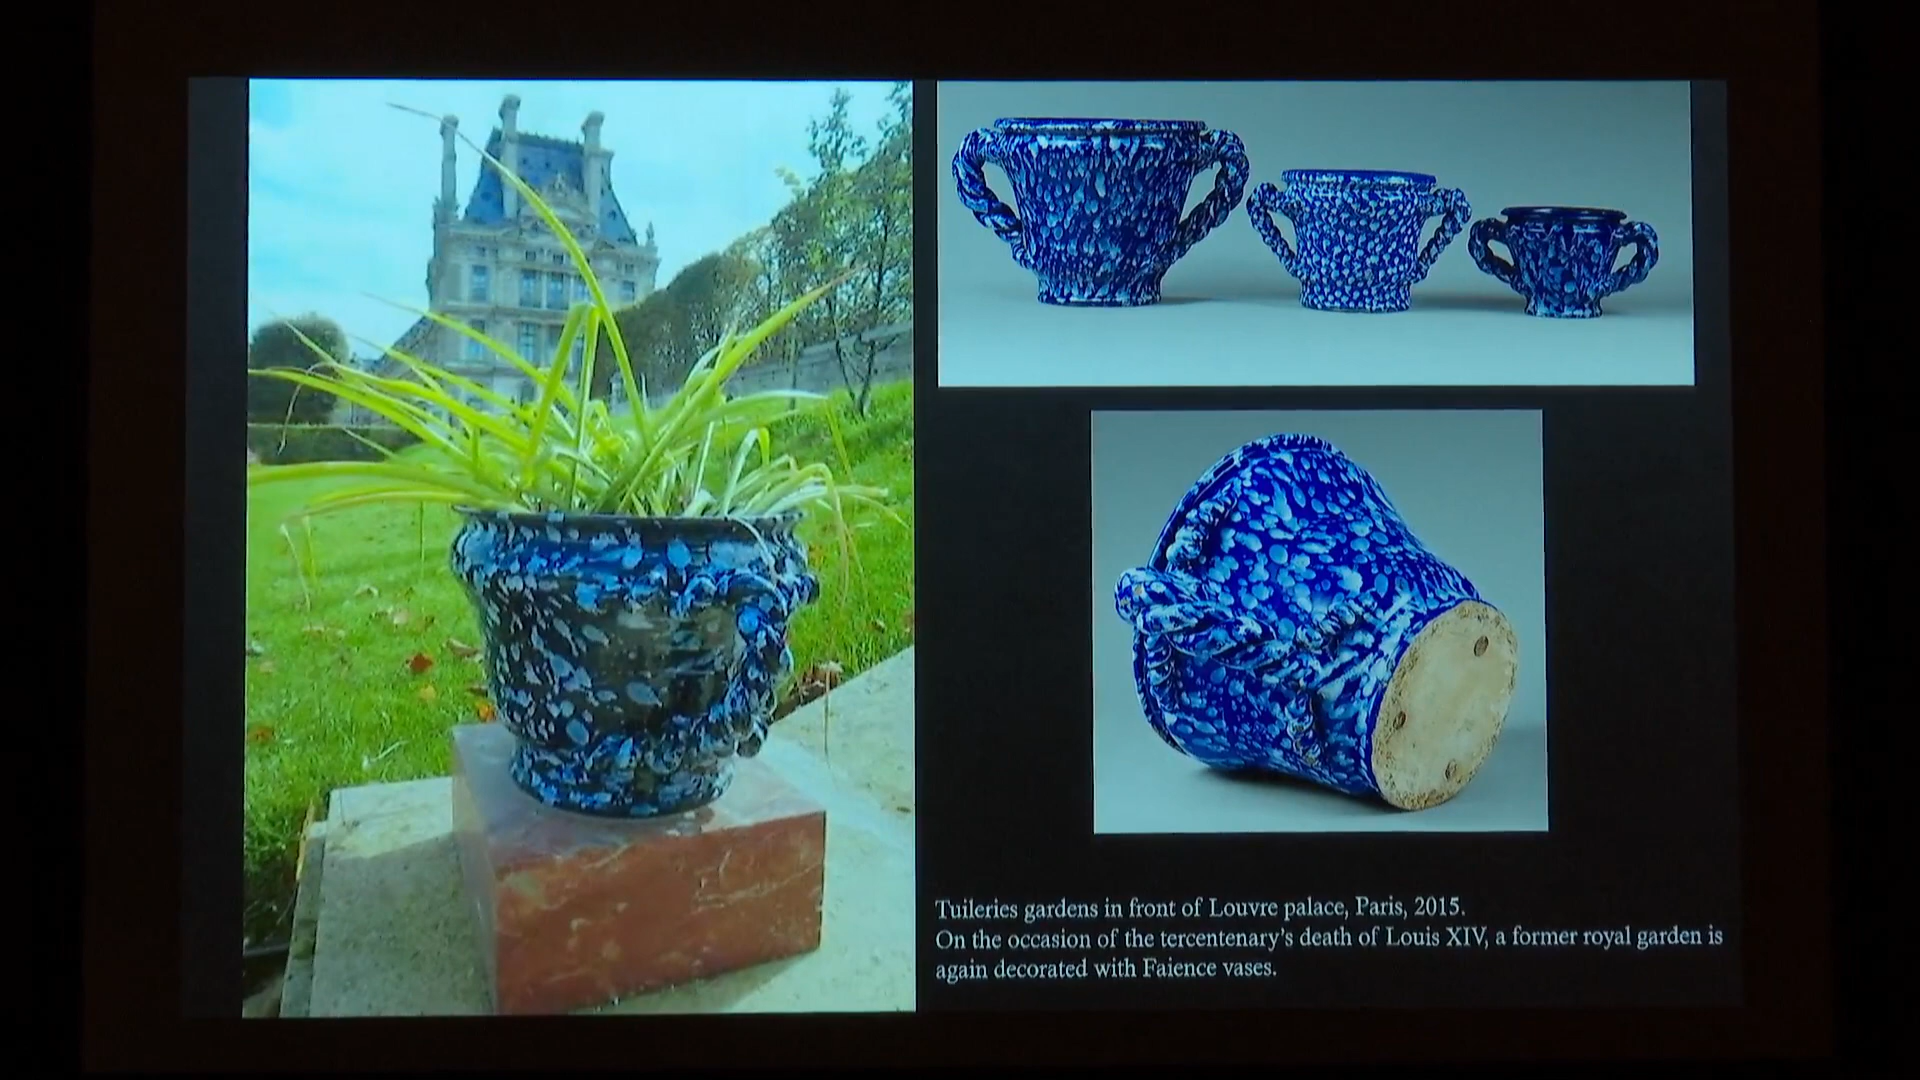 Tuileries gardens in front of Louvre palace, Paris, 2015.
On the occasion of the tercentenary's death of Louis XIV, a former royal garden is
again decorated with Faience vases.